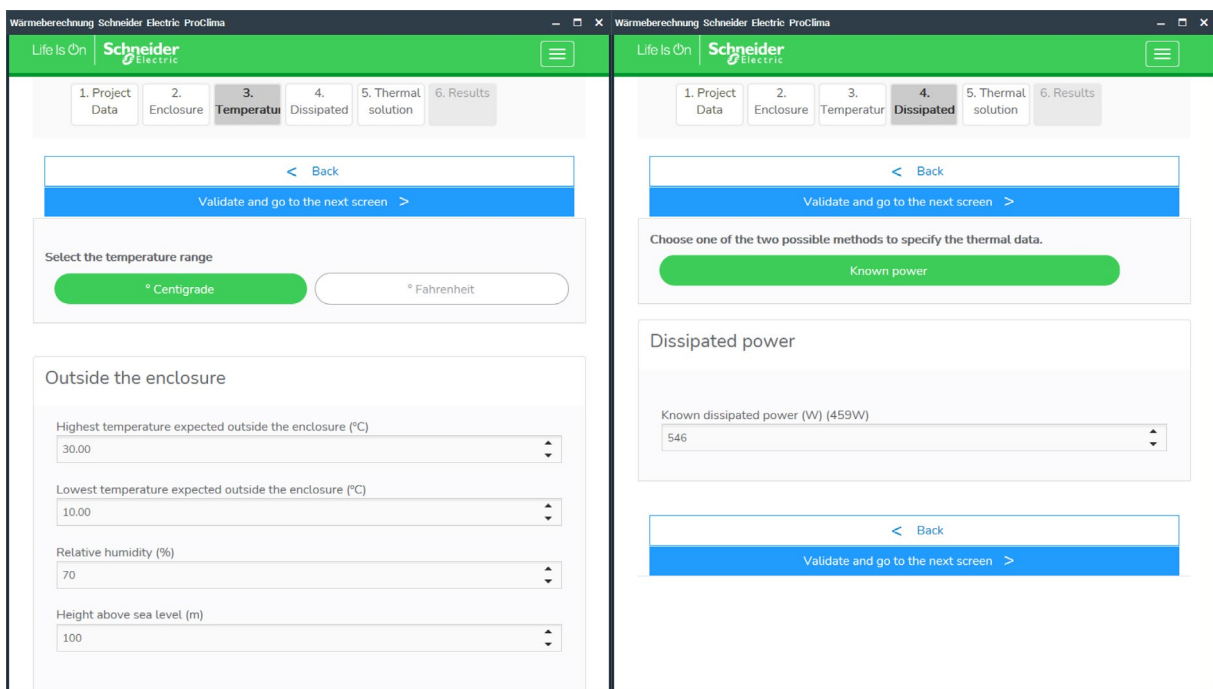 Wärmeberechnung Schneider Electric ProClima
Life Is On Schneider Electric
1. Project Data
2. Enclosure
3. Temperatur
4. Dissipated
5. Thermal solution
6. Results
< Back
Validate and go to the next screen >
Select the temperature range
° Centigrade
° Fahrenheit
Outside the enclosure
Highest temperature expected outside the enclosure (°C)
30.00
Lowest temperature expected outside the enclosure (°C)
10.00
Relative humidity (%)
70
Height above sea level (m)
100
Wärmeberechnung Schneider Electric ProClima
Life Is On Schneider Electric
1. Project Data
2. Enclosure
3. Temperatur
4. Dissipated
5. Thermal solution
6. Results
< Back
Validate and go to the next screen >
Choose one of the two possible methods to specify the thermal data.
Known power
Dissipated power
Known dissipated power (W) (459W)
546
< Back
Validate and go to the next screen >